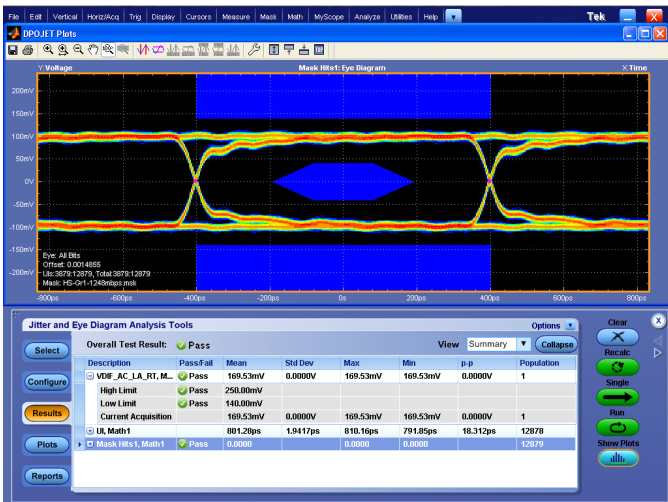 File Edit Vertical Horiz/Acq Trig Display Cursors Measure Mask Math MyScope Analyze Utilities Help Tek
DPOJET Plots
Y:Voltage Mask Hits1: Eye Diagram X:Time
200mV
150mV
100mV
50mV
0V
-50mV
-100mV
-150mV
-200mV
Eye: All Bits
Offset: 0.0014855
UIs:3879:12879, Total:3879:12879
Mask: HS-Gr1-1248mbps.msk
-800ps -600ps -400ps -200ps 0s 200ps 400ps 600ps 800ps
Jitter and Eye Diagram Analysis Tools Options Clear X
Select Overall Test Result: Pass View Summary Collapse
Recalc
Description Pass/Fail Mean Std Dev Max Min p-p Population
VDIF_AC_LA_RT, M... Pass 169.53mV 0.0000V 169.53mV 169.53mV 0.0000V 1
Configure High Limit Pass 250.00mV Single
Low Limit Pass 140.00mV
Results Current Acquisition 169.53mV 0.0000V 169.53mV 169.53mV 0.0000V 1 Run
UI, Math1 801.28ps 1.9417ps 810.16ps 791.85ps 18.312ps 12878
Plots Mask Hits1, Math1 Pass 0.0000 0.0000 0.0000 12879 Show Plots
Reports